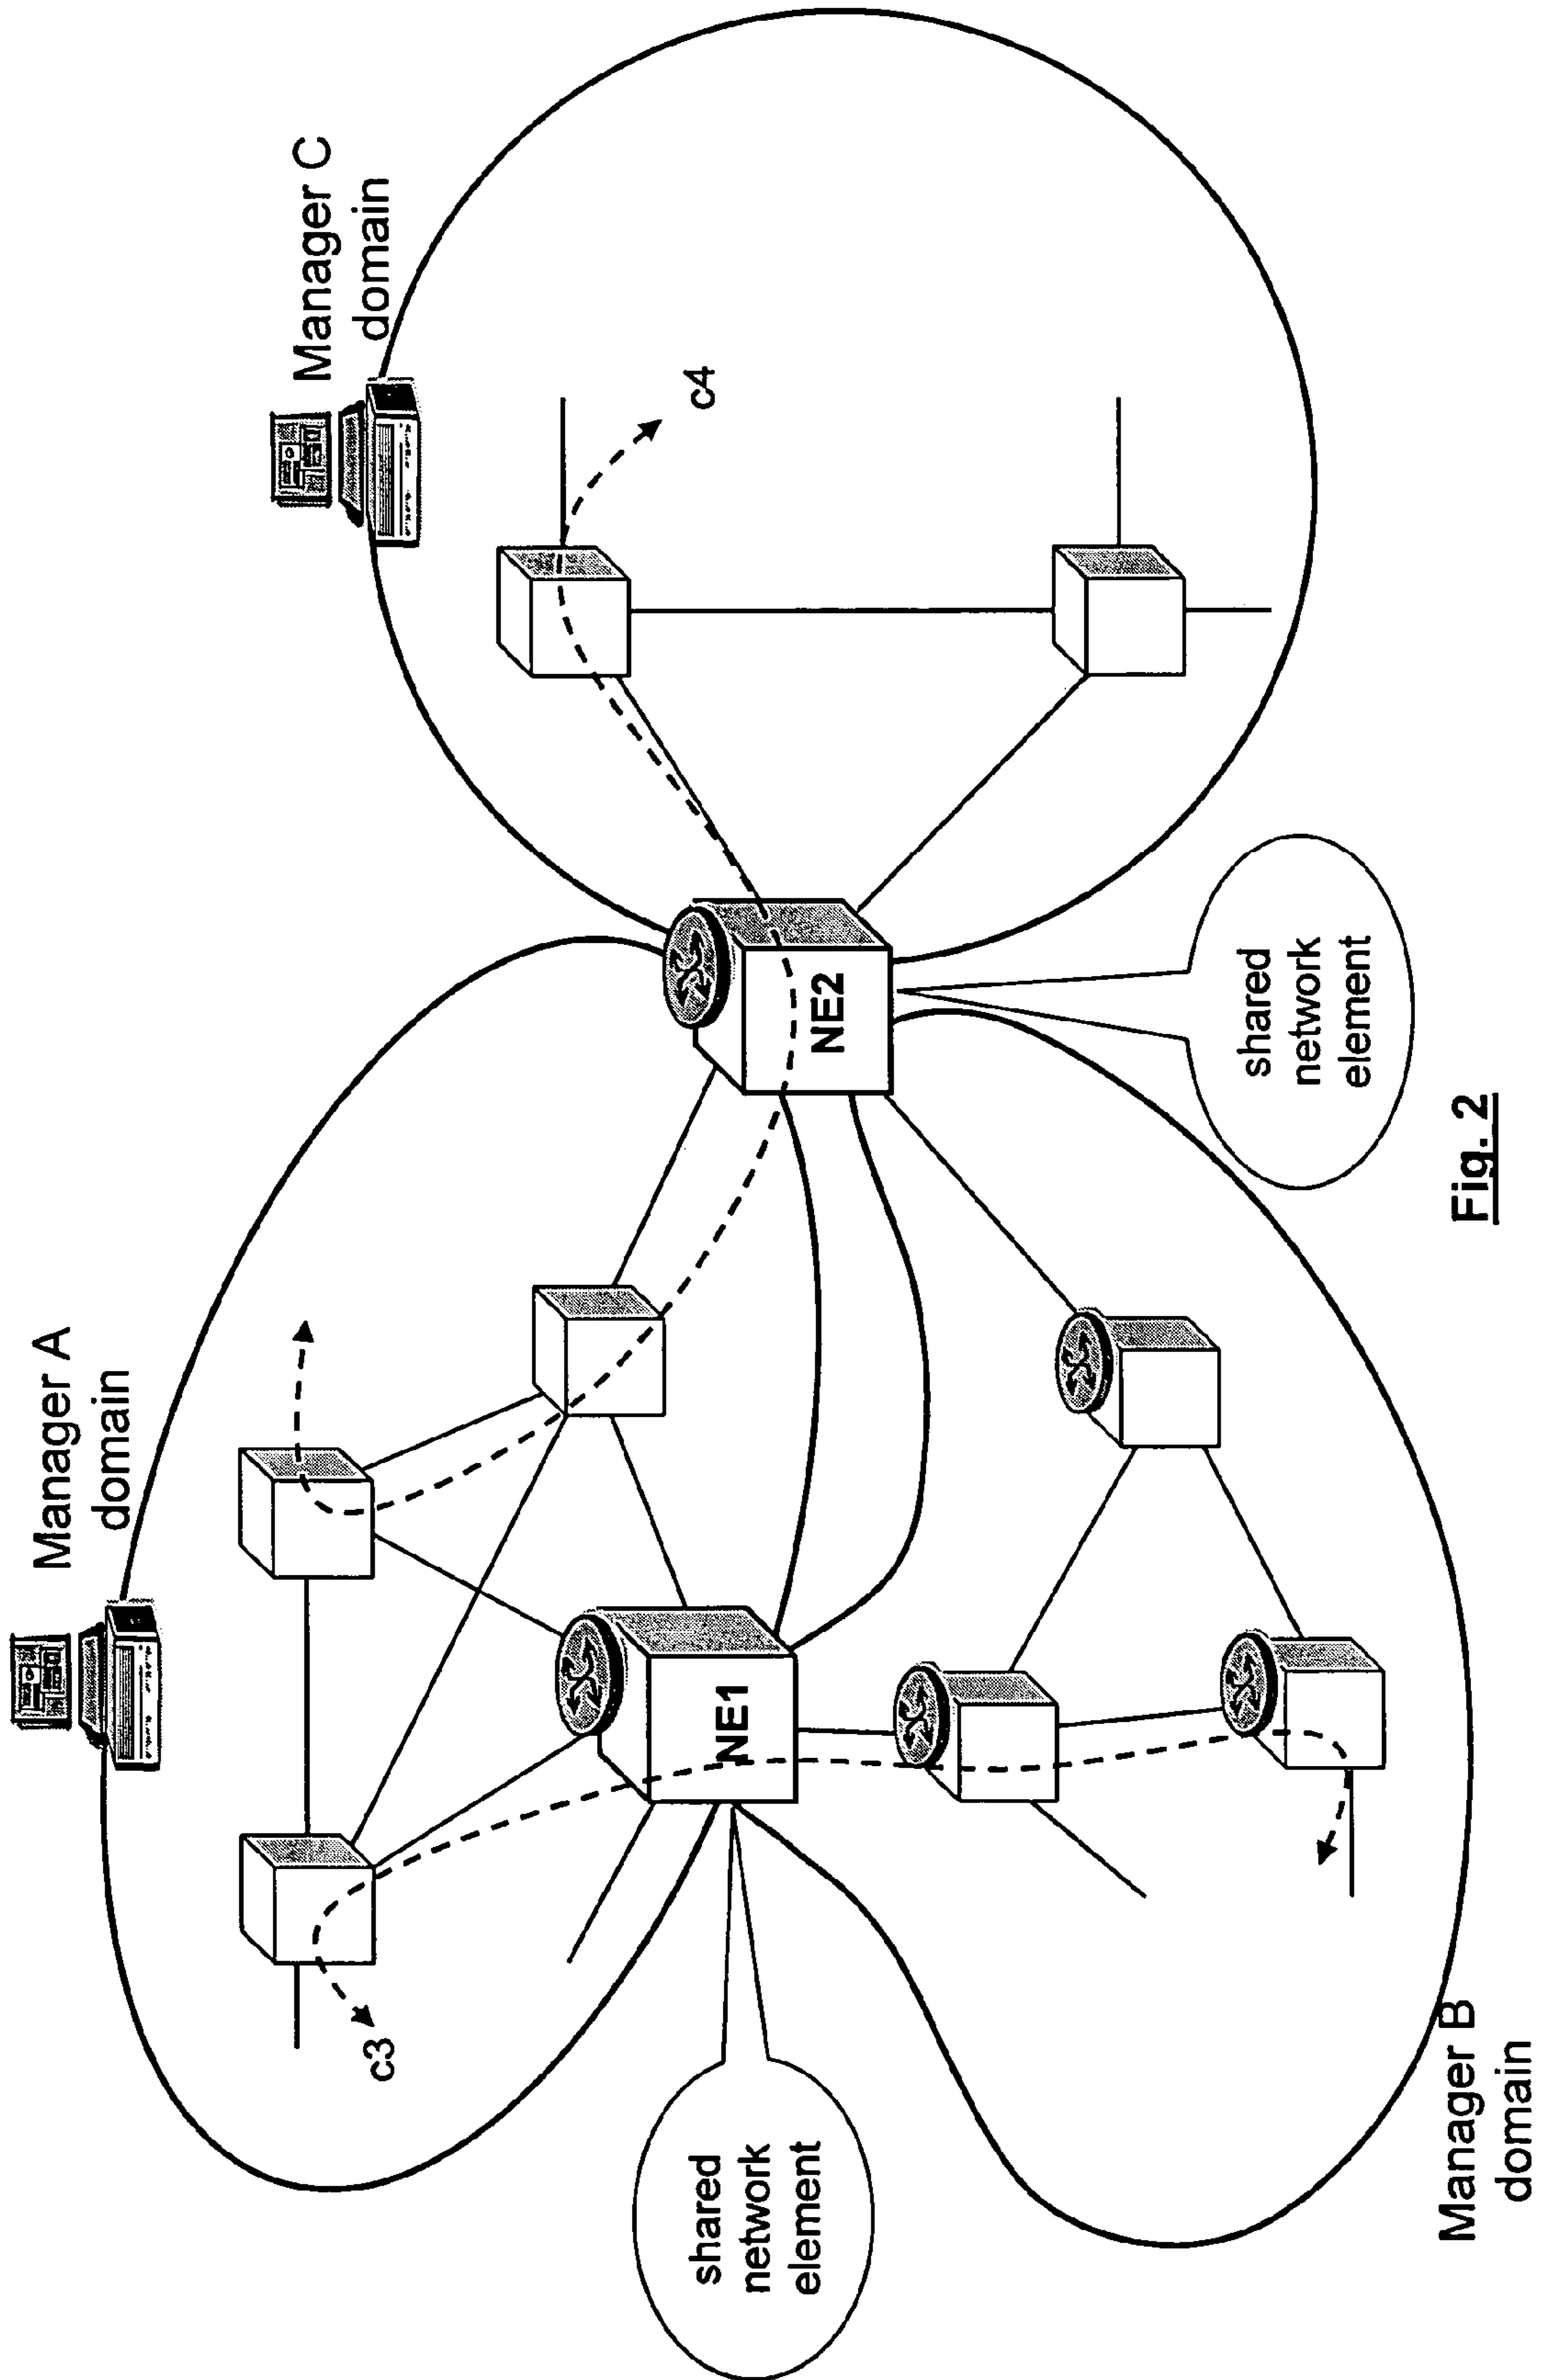 Manager A
domain
Manager C
domain
c3
c4
NE1
NE2
shared
network
element
shared
network
element
Manager B
domain
Fig. 2